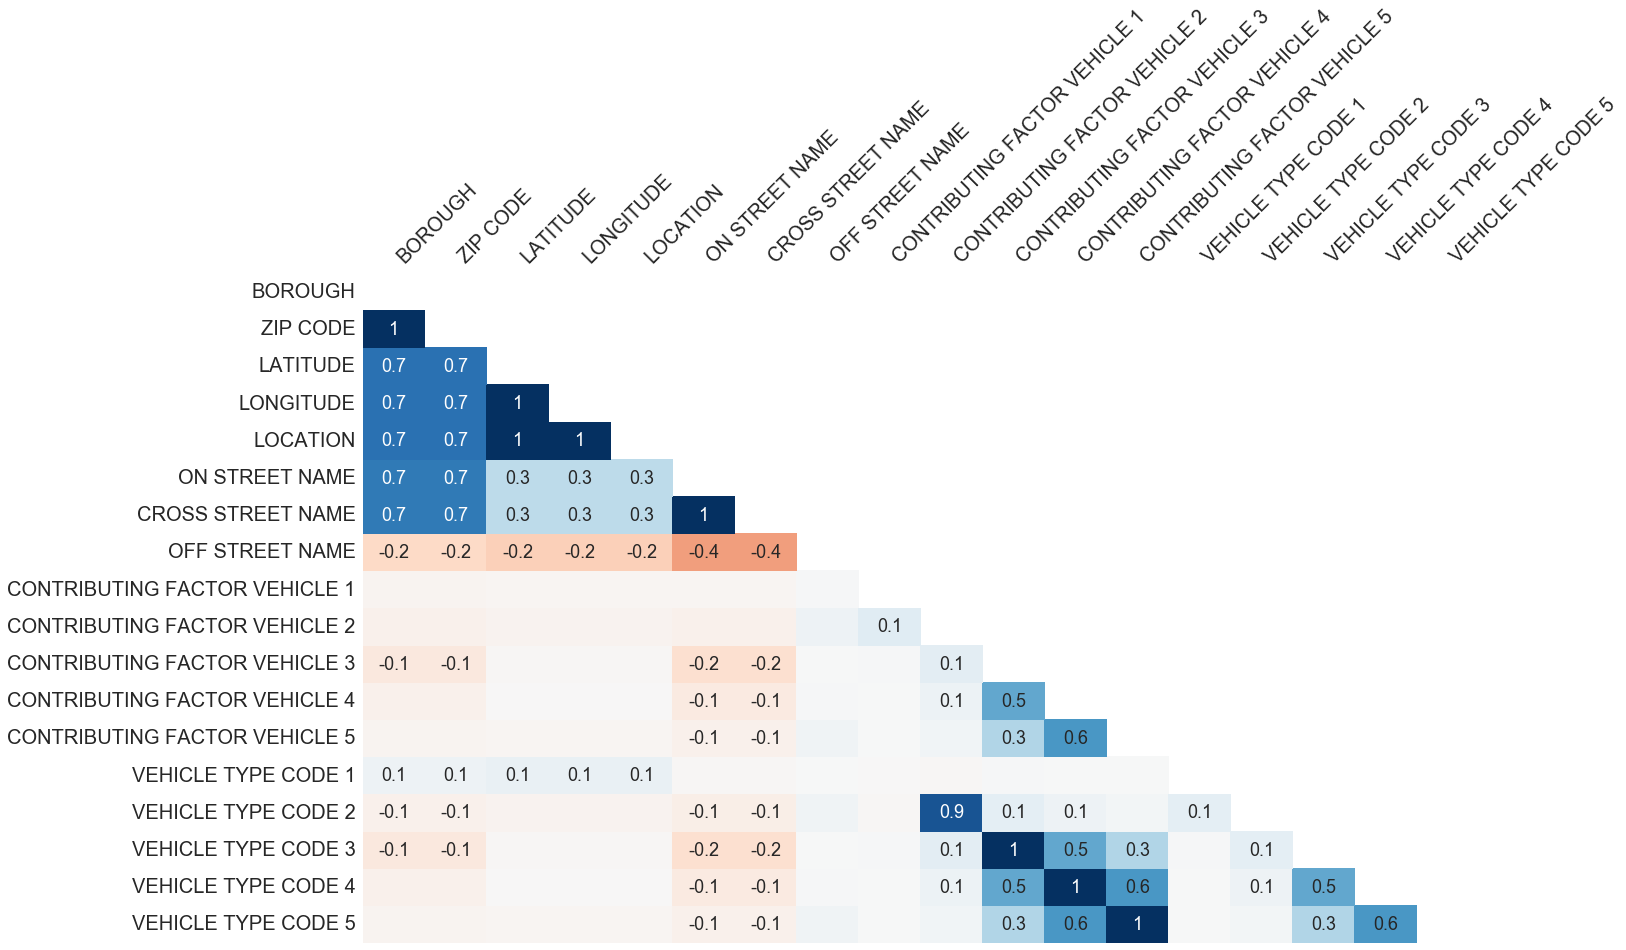 BOROUGH
ZIP CODE
LATITUDE
LONGITUDE
LOCATION
ON STREET NAME
CROSS STREET NAME
OFF STREET NAME
CONTRIBUTING FACTOR VEHICLE 1
CONTRIBUTING FACTOR VEHICLE 2
CONTRIBUTING FACTOR VEHICLE 3
CONTRIBUTING FACTOR VEHICLE 4
CONTRIBUTING FACTOR VEHICLE 5
VEHICLE TYPE CODE 1
VEHICLE TYPE CODE 2
VEHICLE TYPE CODE 3
VEHICLE TYPE CODE 4
VEHICLE TYPE CODE 5
BOROUGH
ZIP CODE 1
LATITUDE 0.7 0.7
LONGITUDE 0.7 0.7 1
LOCATION 0.7 0.7 1 1
ON STREET NAME 0.7 0.7 0.3 0.3 0.3
CROSS STREET NAME 0.7 0.7 0.3 0.3 0.3 1
OFF STREET NAME -0.2 -0.2 -0.2 -0.2 -0.2 -0.4 -0.4
CONTRIBUTING FACTOR VEHICLE 1
CONTRIBUTING FACTOR VEHICLE 2 0.1
CONTRIBUTING FACTOR VEHICLE 3 -0.1 -0.1 -0.2 -0.2 0.1
CONTRIBUTING FACTOR VEHICLE 4 -0.1 -0.1 0.1 0.5
CONTRIBUTING FACTOR VEHICLE 5 -0.1 -0.1 0.3 0.6
VEHICLE TYPE CODE 1 0.1 0.1 0.1 0.1 0.1
VEHICLE TYPE CODE 2 -0.1 -0.1 -0.1 -0.1 0.9 0.1 0.1 0.1
VEHICLE TYPE CODE 3 -0.1 -0.1 -0.2 -0.2 0.1 1 0.5 0.3 0.1
VEHICLE TYPE CODE 4 -0.1 -0.1 0.1 0.5 1 0.6 0.1 0.5
VEHICLE TYPE CODE 5 -0.1 -0.1 0.3 0.6 1 0.3 0.6